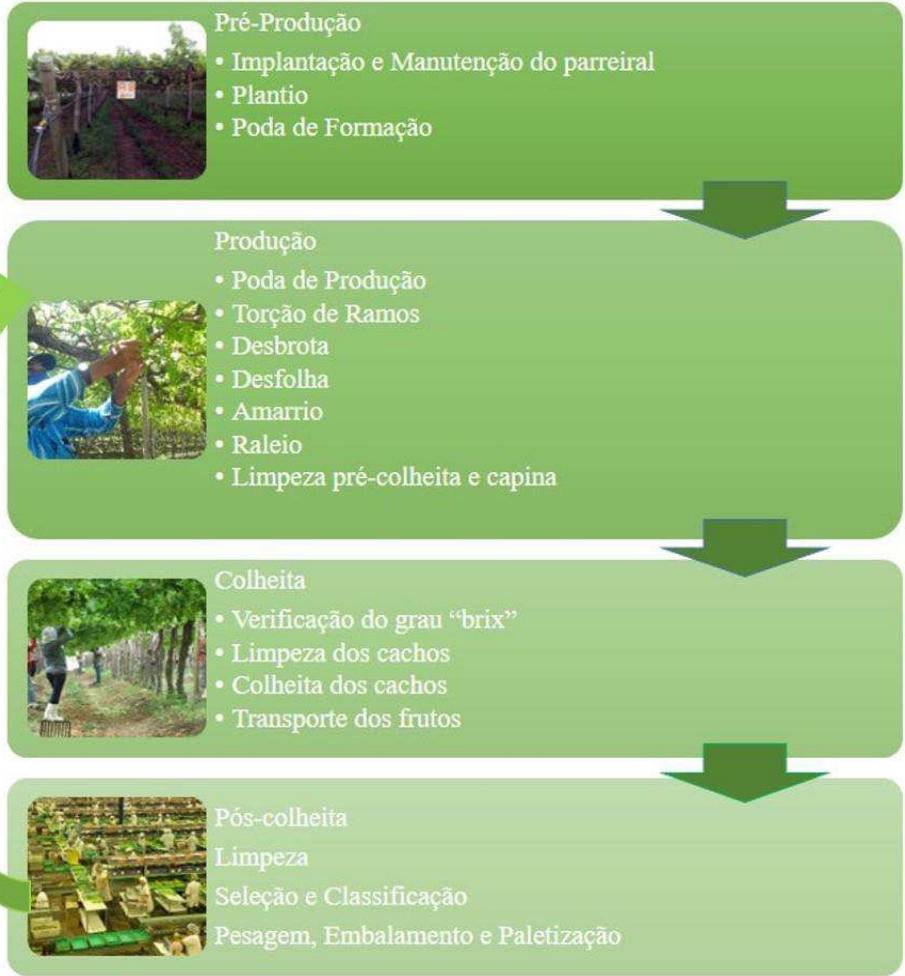 Pré-Produção
• Implantação e Manutenção do parreiral
• Plantio
• Poda de Formação
Produção
• Poda de Produção
• Torção de Ramos
• Desbrota
• Desfolha
• Amarrio
• Raleio
• Limpeza pré-colheita e capina
Colheita
• Verificação do grau “brix”
• Limpeza dos cachos
• Colheita dos cachos
• Transporte dos frutos
Pós-colheita
Limpeza
Seleção e Classificação
Pesagem, Embalamento e Paletização